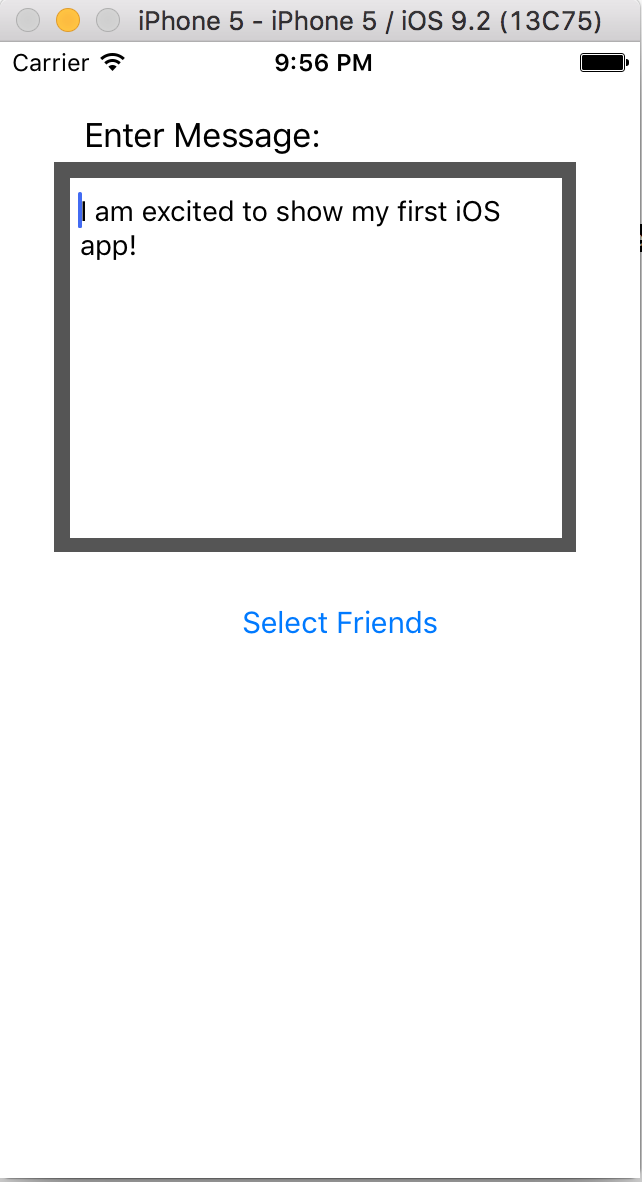 iPhone 5 - iPhone 5 / iOS 9.2 (13C75)
Carrier 9:56 PM
Enter Message:
I am excited to show my first iOS
app!
Select Friends